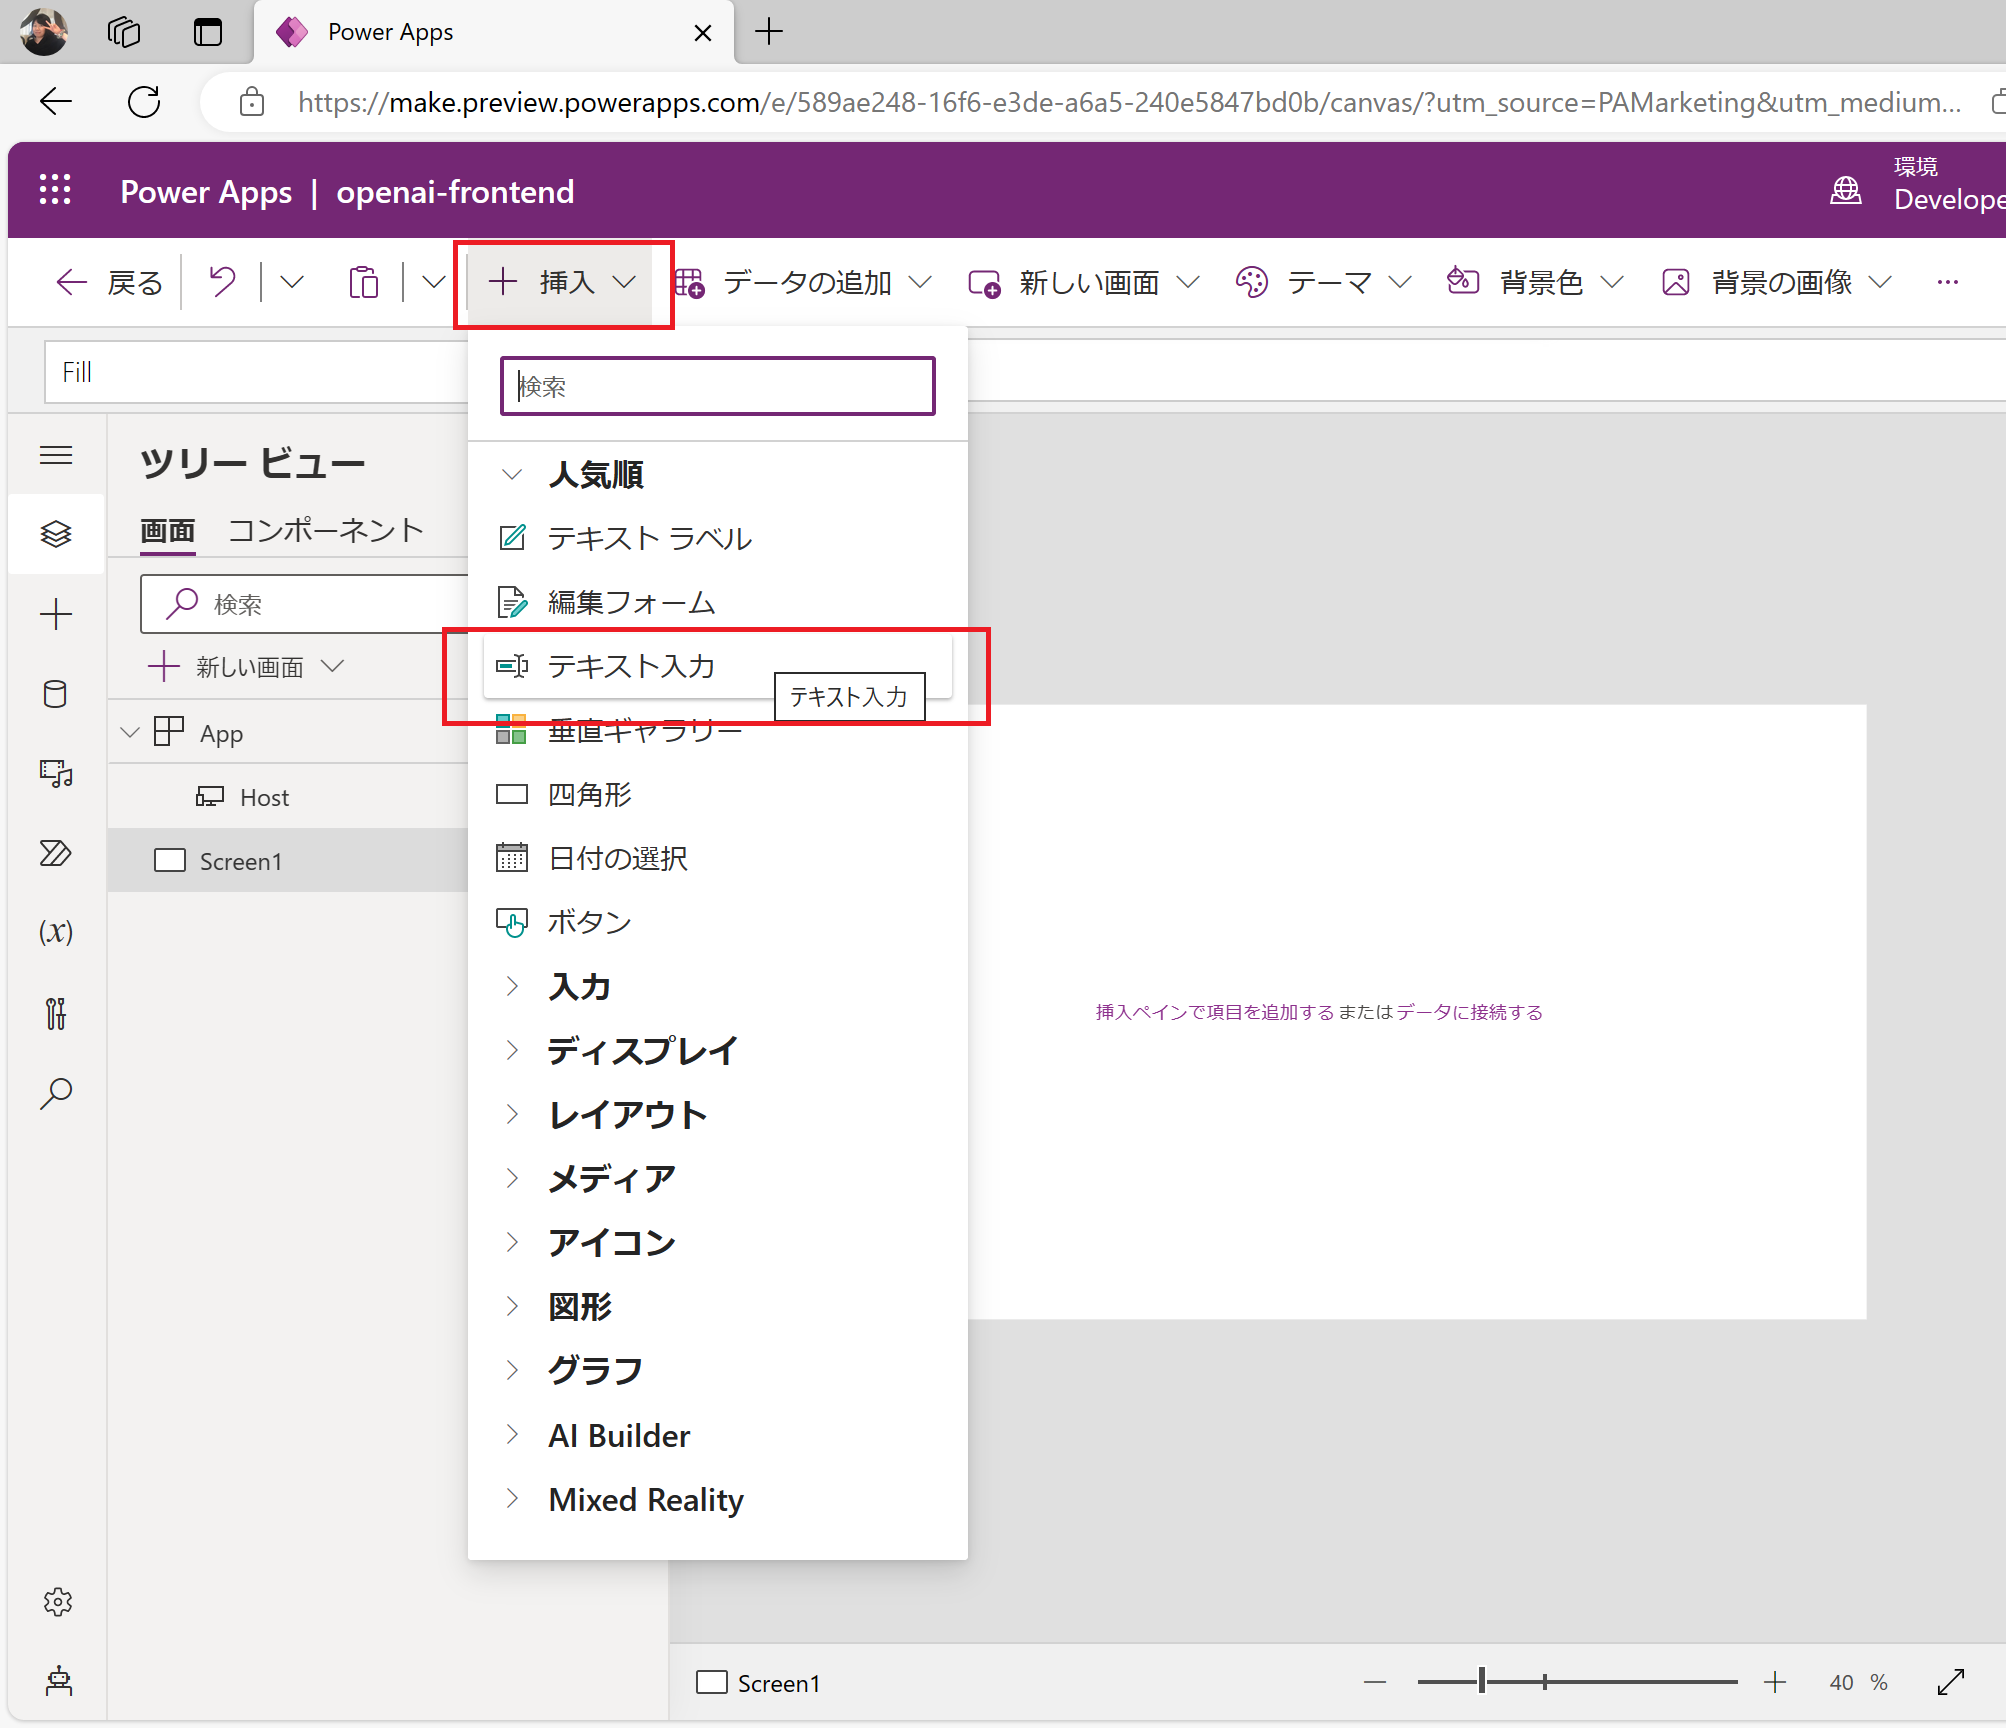 Power Apps
https://make.preview.powerapps.com/e/589ae248-16f6-e3de-a6a5-240e5847bd0b/canvas/?utm_source=PAMarketing&utm_medium...
Power Apps | openai-frontend
環境
Develope
戻る
挿入
データの追加
新しい画面
テーマ
背景色
背景の画像
...
Fill
検索
ツリー ビュー
画面 コンポーネント
検索
新しい画面
App
Host
Screen1
人気順
テキスト ラベル
編集フォーム
テキスト入力
テキスト入力
垂直ギャラリー
四角形
日付の選択
ボタン
入力
ディスプレイ
レイアウト
メディア
アイコン
図形
グラフ
AI Builder
Mixed Reality
(x)
挿入ペインで項目を追加する または データに接続する
Screen1
40 %